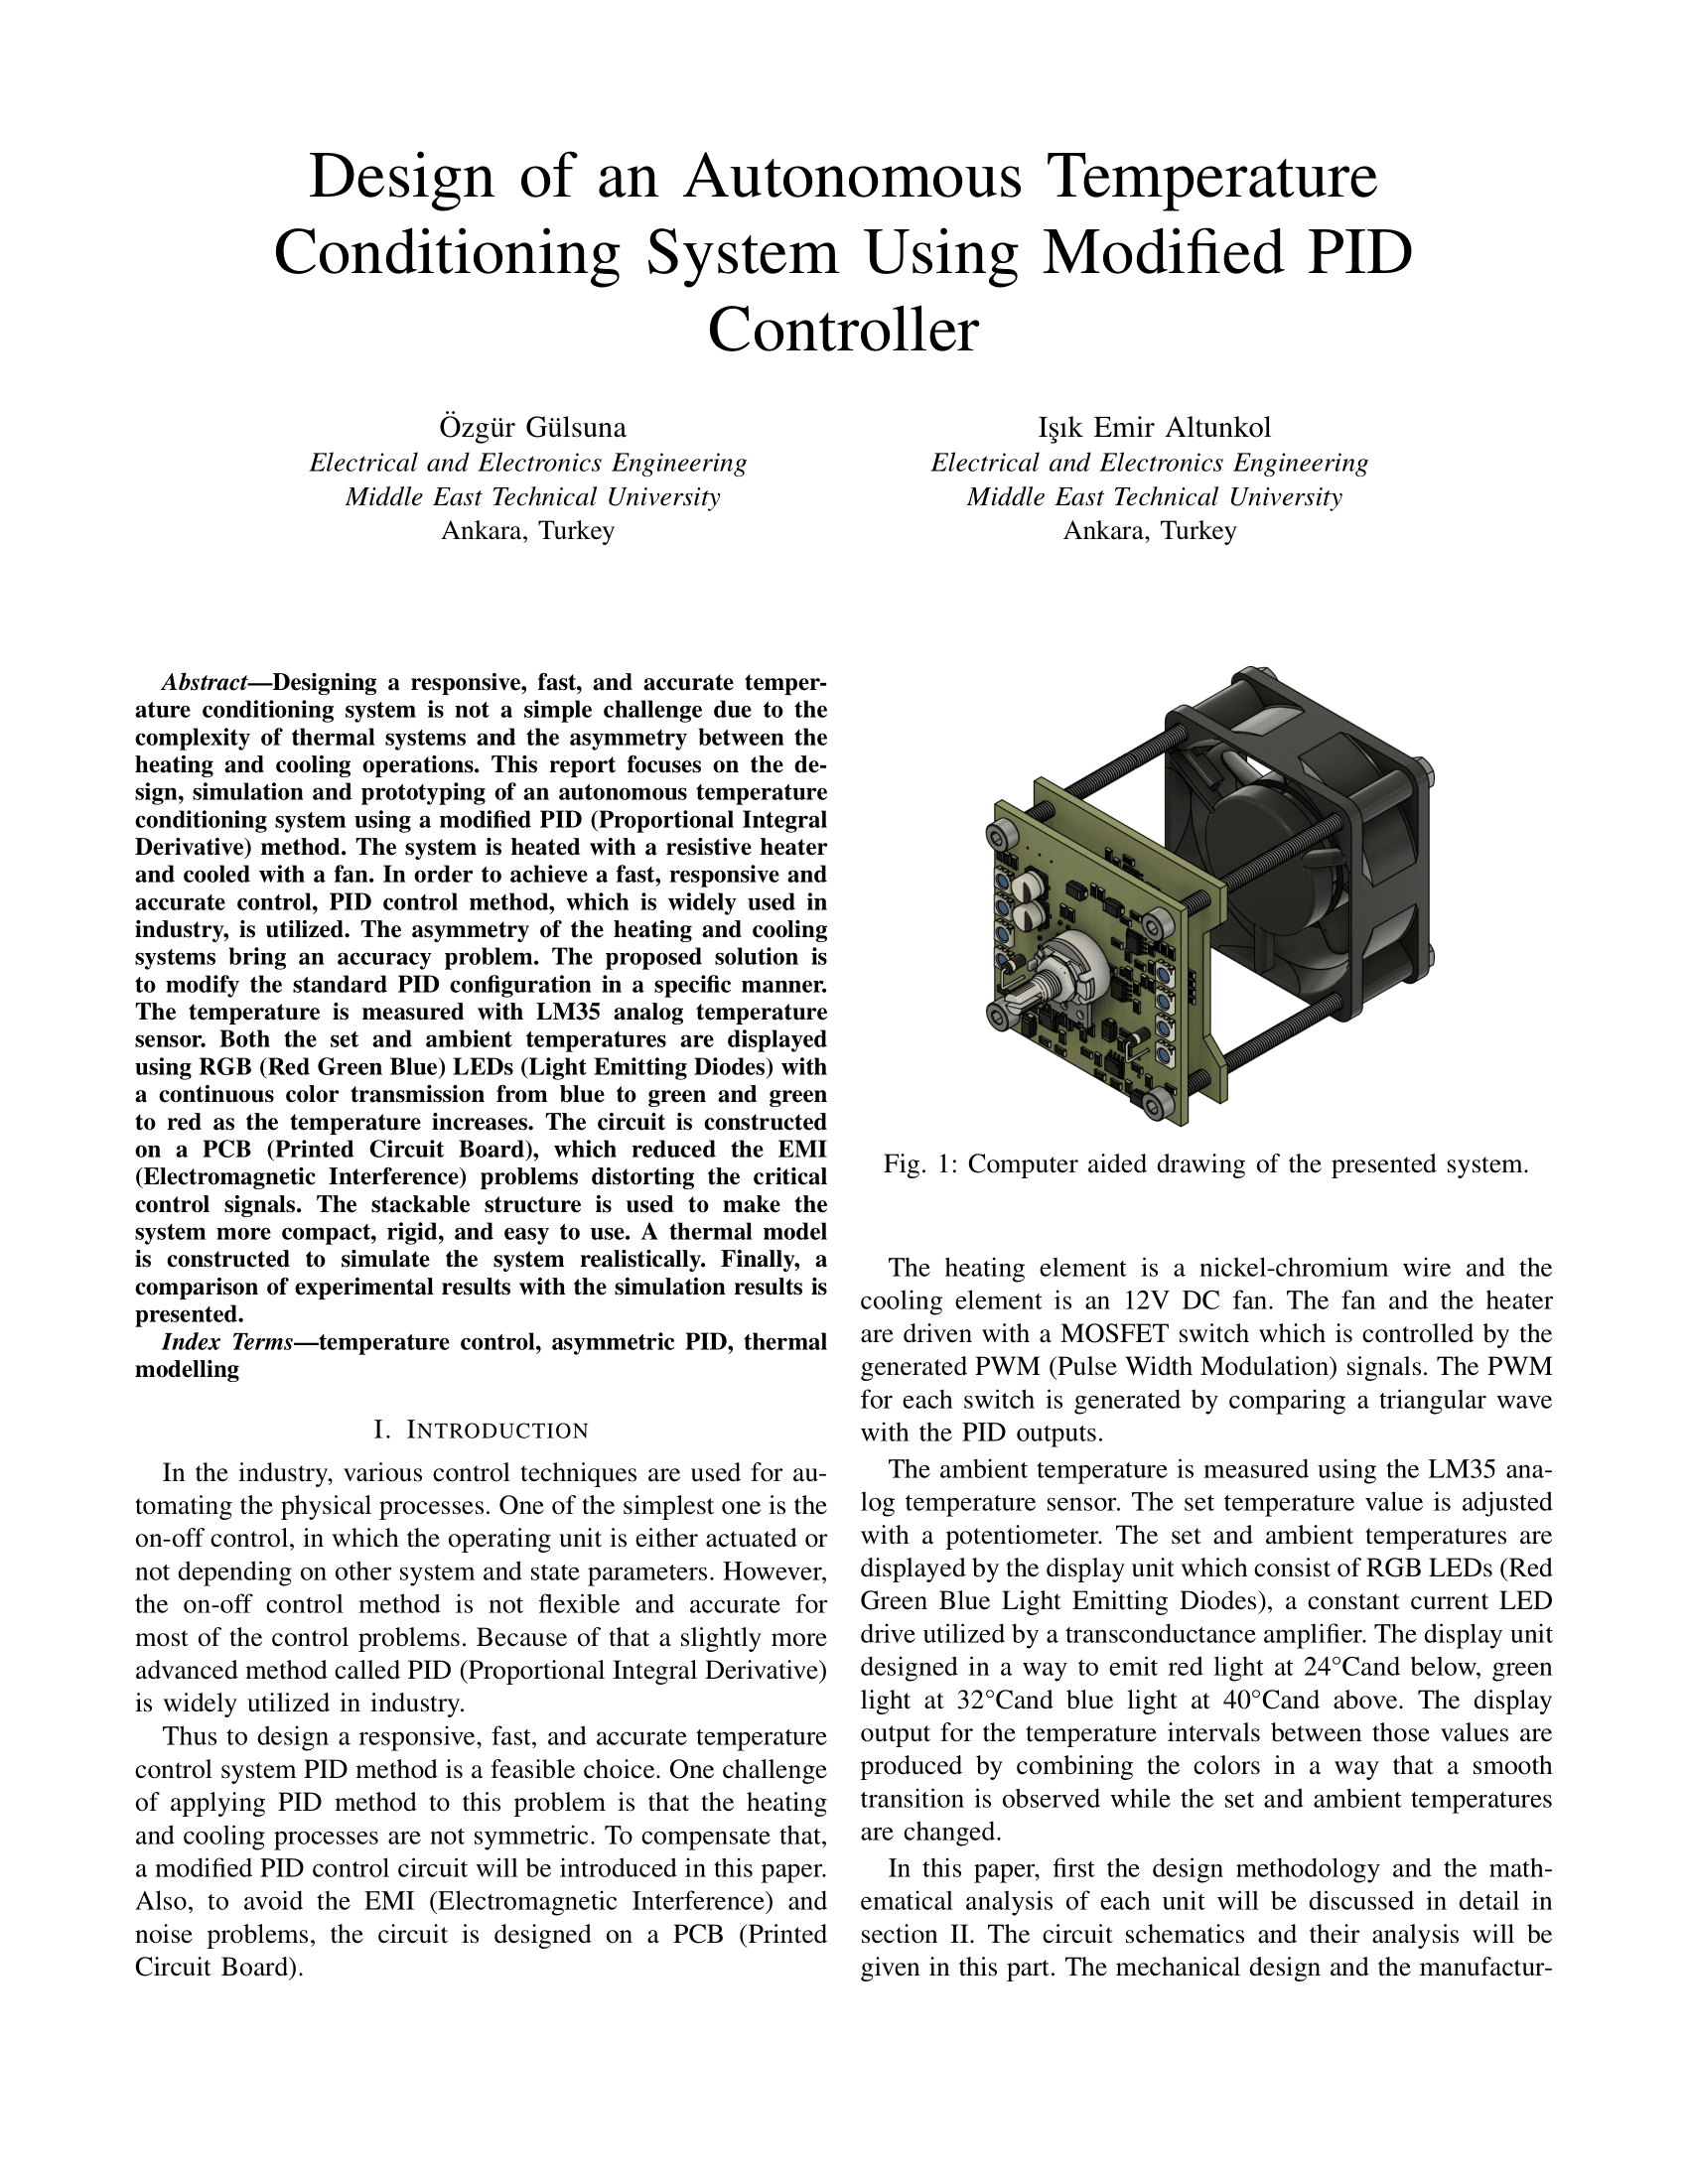 Design of an Autonomous Temperature
Conditioning System Using Modified PID
Controller
Özgür Gülsuna
Electrical and Electronics Engineering
Middle East Technical University
Ankara, Turkey
Işık Emir Altunkol
Electrical and Electronics Engineering
Middle East Technical University
Ankara, Turkey
Abstract—Designing a responsive, fast, and accurate temper-
ature conditioning system is not a simple challenge due to the
complexity of thermal systems and the asymmetry between the
heating and cooling operations. This report focuses on the de-
sign, simulation and prototyping of an autonomous temperature
conditioning system using a modified PID (Proportional Integral
Derivative) method. The system is heated with a resistive heater
and cooled with a fan. In order to achieve a fast, responsive and
accurate control, PID control method, which is widely used in
industry, is utilized. The asymmetry of the heating and cooling
systems bring an accuracy problem. The proposed solution is
to modify the standard PID configuration in a specific manner.
The temperature is measured with LM35 analog temperature
sensor. Both the set and ambient temperatures are displayed
using RGB (Red Green Blue) LEDs (Light Emitting Diodes) with
a continuous color transmission from blue to green and green
to red as the temperature increases. The circuit is constructed
on a PCB (Printed Circuit Board), which reduced the EMI
(Electromagnetic Interference) problems distorting the critical
control signals. The stackable structure is used to make the
system more compact, rigid, and easy to use. A thermal model
is constructed to simulate the system realistically. Finally, a
comparison of experimental results with the simulation results is
presented.
Index Terms—temperature control, asymmetric PID, thermal
modelling
I. INTRODUCTION
In the industry, various control techniques are used for au-
tomating the physical processes. One of the simplest one is the
on-off control, in which the operating unit is either actuated or
not depending on other system and state parameters. However,
the on-off control method is not flexible and accurate for
most of the control problems. Because of that a slightly more
advanced method called PID (Proportional Integral Derivative)
is widely utilized in industry.
Thus to design a responsive, fast, and accurate temperature
control system PID method is a feasible choice. One challenge
of applying PID method to this problem is that the heating
and cooling processes are not symmetric. To compensate that,
a modified PID control circuit will be introduced in this paper.
Also, to avoid the EMI (Electromagnetic Interference) and
noise problems, the circuit is designed on a PCB (Printed
Circuit Board).
Fig. 1: Computer aided drawing of the presented system.
The heating element is a nickel-chromium wire and the
cooling element is an 12V DC fan. The fan and the heater
are driven with a MOSFET switch which is controlled by the
generated PWM (Pulse Width Modulation) signals. The PWM
for each switch is generated by comparing a triangular wave
with the PID outputs.
The ambient temperature is measured using the LM35 ana-
log temperature sensor. The set temperature value is adjusted
with a potentiometer. The set and ambient temperatures are
displayed by the display unit which consist of RGB LEDs (Red
Green Blue Light Emitting Diodes), a constant current LED
drive utilized by a transconductance amplifier. The display unit
designed in a way to emit red light at 24°Cand below, green
light at 32°Cand blue light at 40°Cand above. The display
output for the temperature intervals between those values are
produced by combining the colors in a way that a smooth
transition is observed while the set and ambient temperatures
are changed.
In this paper, first the design methodology and the math-
ematical analysis of each unit will be discussed in detail in
section II. The circuit schematics and their analysis will be
given in this part. The mechanical design and the manufactur-